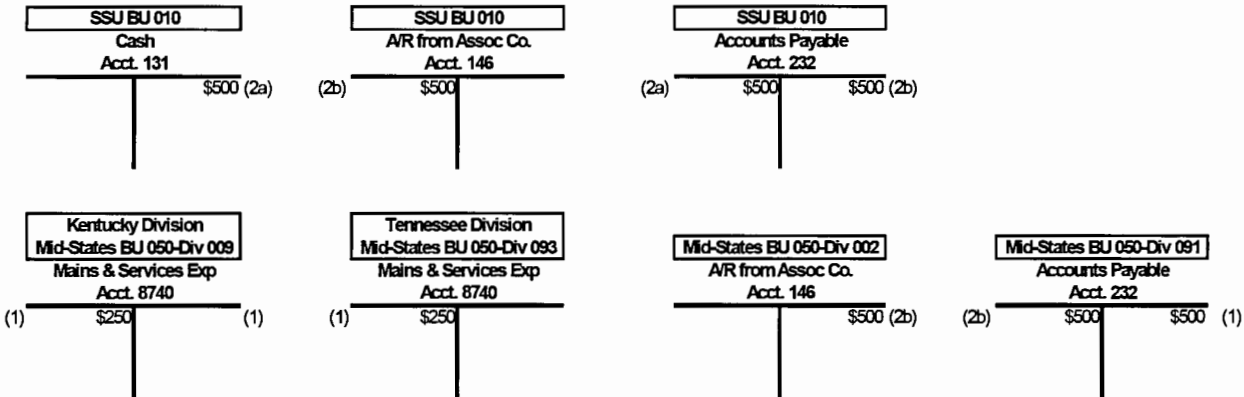 SSU BU 010 SSU BU 010 SSU BU 010
Cash A/R from Assoc Co. Accounts Payable
Acct. 131 Acct. 146 Acct. 232
$500 (2a) (2b) $500 (2a) $500 $500 (2b)
Kentucky Division Tennessee Division
Mid-States BU 050-Div 009 Mid-States BU 050-Div 093 Mid-States BU 050-Div 002 Mid-States BU 050-Div 091
Mains & Services Exp Mains & Services Exp A/R from Assoc Co. Accounts Payable
Acct. 8740 Acct. 8740 Acct. 146 Acct. 232
(1) $250 (1) (1) $250 $500 (2b) (2b) $500 $500 (1)